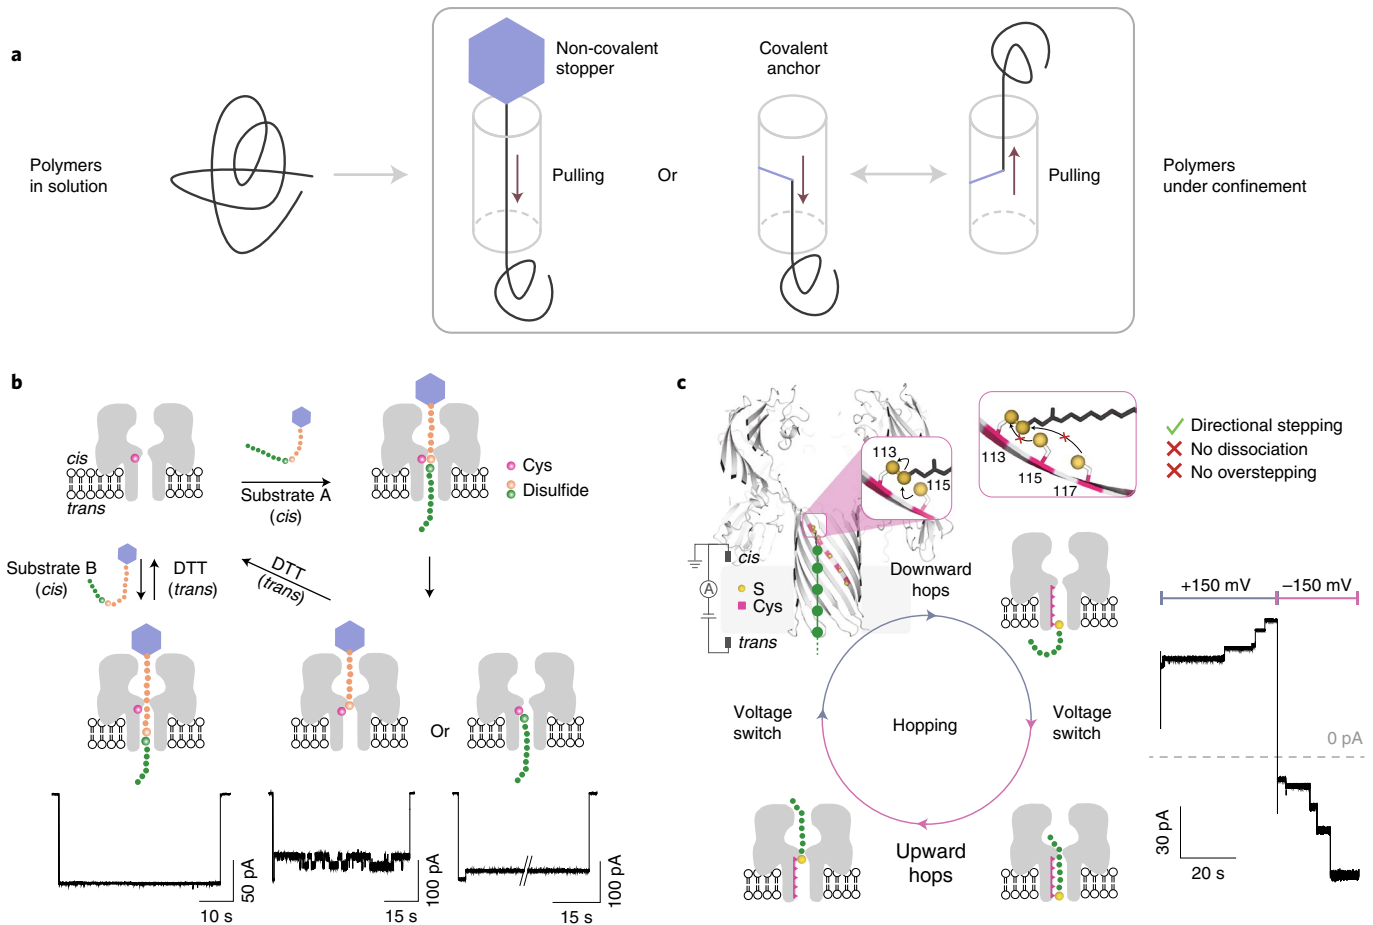 a
Polymers
in solution
Non-covalent
stopper
Pulling
Or
Covalent
anchor
Pulling
Polymers
under confinement
b
cis
trans
Substrate A
(cis)
Cys
Disulfide
Substrate B
(cis)
DTT
(trans)
DTT
(trans)
Or
50 pA
10 s
100 pA
15 s
100 pA
15 s
c
113
115
113
115
117
Directional stepping
No dissociation
No overstepping
A
cis
trans
S
Cys
Downward
hops
Voltage
switch
Hopping
Voltage
switch
Upward
hops
+150 mV
−150 mV
0 pA
30 pA
20 s